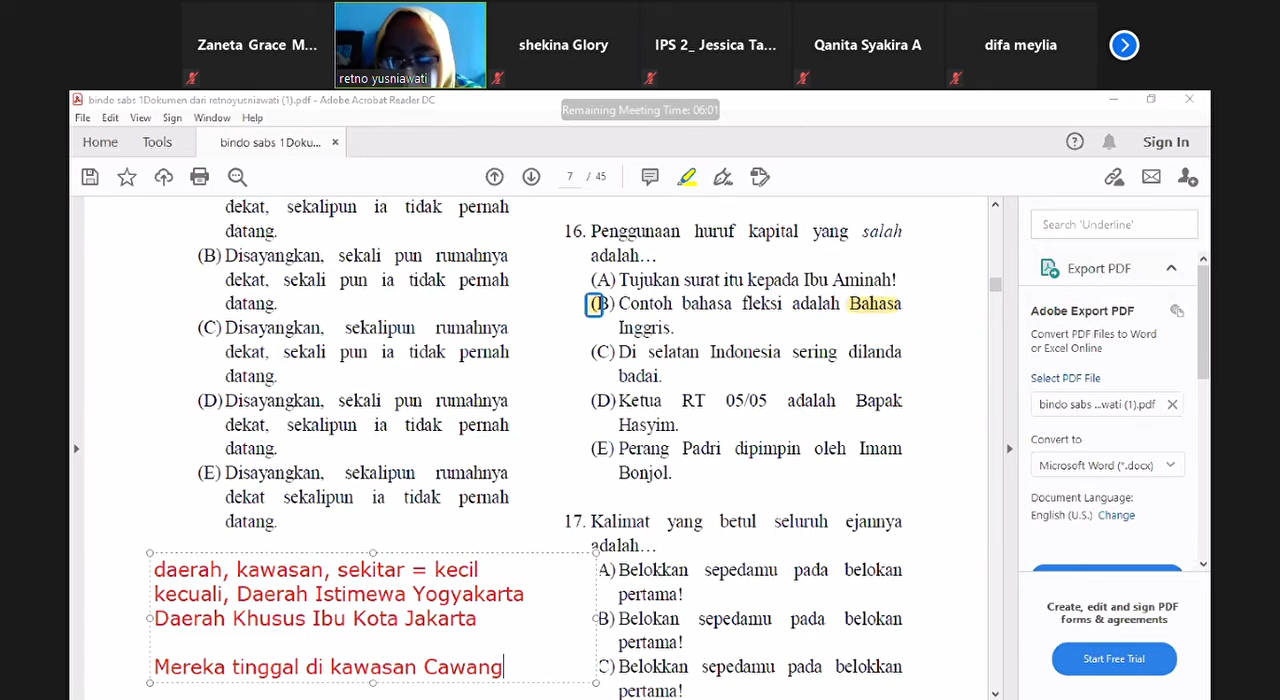 Zaneta Grace M...
retno yusniawati
shekina Glory
IPS 2_ Jessica Ta...
Qanita Syakira A
difa meylia
bindo sabs 1Dokumen dari retnoyusniawati (1).pdf - Adobe Acrobat Reader DC
Remaining Meeting Time: 06:01
File Edit View Sign Window Help
Home Tools bindo sabs 1Doku... × Sign In
7 / 45
dekat, sekalipun ia tidak pernah
datang.
(B) Disayangkan, sekali pun rumahnya
dekat, sekali pun ia tidak pernah
datang.
(C) Disayangkan, sekalipun rumahnya
dekat, sekali pun ia tidak pernah
datang.
(D) Disayangkan, sekali pun rumahnya
dekat, sekalipun ia tidak pernah
datang.
(E) Disayangkan, sekalipun rumahnya
dekat sekalipun ia tidak pernah
datang.
daerah, kawasan, sekitar = kecil
kecuali, Daerah Istimewa Yogyakarta
Daerah Khusus Ibu Kota Jakarta
Mereka tinggal di kawasan Cawang
16. Penggunaan huruf kapital yang salah
adalah…
(A) Tujukan surat itu kepada Ibu Aminah!
(B) Contoh bahasa fleksi adalah Bahasa
Inggris.
(C) Di selatan Indonesia sering dilanda
badai.
(D) Ketua RT 05/05 adalah Bapak
Hasyim.
(E) Perang Padri dipimpin oleh Imam
Bonjol.
17. Kalimat yang betul seluruh ejannya
adalah…
A) Belokkan sepedamu pada belokan
pertama!
B) Belokan sepedamu pada belokan
pertama!
C) Belokkan sepedamu pada belokkan
pertama!
Search 'Underline'
Export PDF
Adobe Export PDF
Convert PDF Files to Word
or Excel Online
Select PDF File
bindo sabs ...wati (1).pdf ×
Convert to
Microsoft Word (*.docx)
Document Language:
English (U.S.) Change
Create, edit and sign PDF
forms & agreements
Start Free Trial